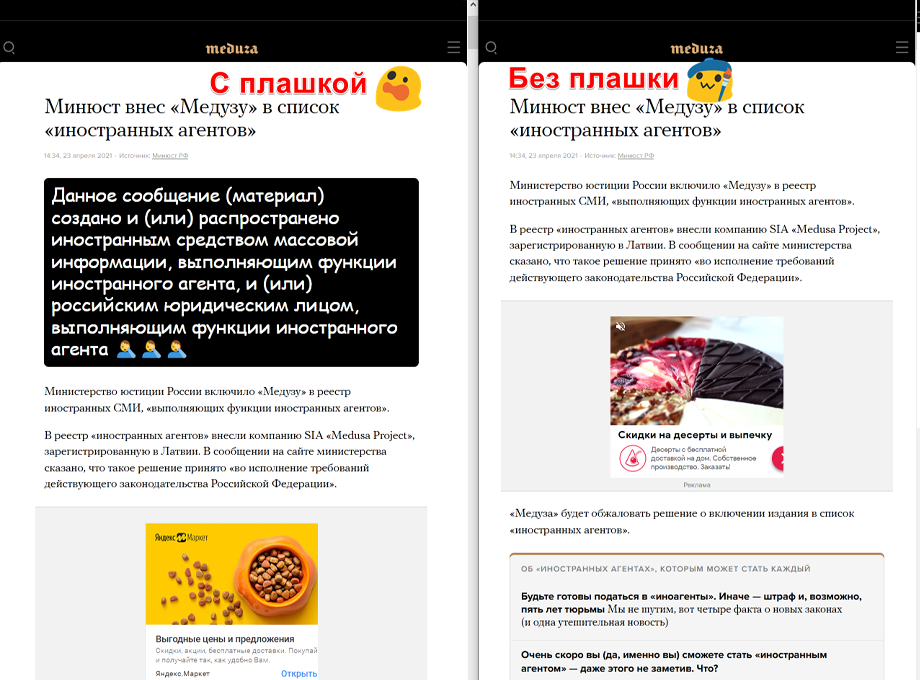 meduza
С плашкой
Минюст внес «Медузу» в список
«иностранных агентов»
14:34, 23 апреля 2021 · Источник: Минюст РФ
Данное сообщение (материал)
создано и (или) распространено
иностранным средством массовой
информации, выполняющим функции
иностранного агента, и (или)
российским юридическим лицом,
выполняющим функции иностранного
агента 🤦‍♂️ 🤦‍♂️ 🤦‍♂️
Министерство юстиции России включило «Медузу» в реестр
иностранных СМИ, «выполняющих функции иностранных агентов».
В реестр «иностранных агентов» внесли компанию SIA «Medusa Project»,
зарегистрированную в Латвии. В сообщении на сайте министерства
сказано, что такое решение принято «во исполнение требований
действующего законодательства Российской Федерации».
Яндекс Маркет
Выгодные цены и предложения
Скидки, акции, бесплатные доставки. Покупай
и получайте так, как удобно Вам.
Яндекс.Маркет
Открыть
meduza
Без плашки
Минюст внес «Медузу» в список
«иностранных агентов»
14:34, 23 апреля 2021 · Источник: Минюст РФ
Министерство юстиции России включило «Медузу» в реестр
иностранных СМИ, «выполняющих функции иностранных агентов».
В реестр «иностранных агентов» внесли компанию SIA «Medusa Project»,
зарегистрированную в Латвии. В сообщении на сайте министерства
сказано, что такое решение принято «во исполнение требований
действующего законодательства Российской Федерации».
Скидки на десерты и выпечку
Десерты с бесплатной
доставкой на дом. Собственное
производство. Заказать!
Реклама
«Медуза» будет обжаловать решение о включении издания в список
«иностранных агентов».
ОБ «ИНОСТРАННЫХ АГЕНТАХ», КОТОРЫМ МОЖЕТ СТАТЬ КАЖДЫЙ
Будьте готовы податься в «иноагенты». Иначе — штраф и, возможно,
пять лет тюрьмы Мы не шутим, вот четыре факта о новых законах
(и одна утешительная новость)
Очень скоро вы (да, именно вы) сможете стать «иностранным
агентом» — даже этого не заметив. Что?